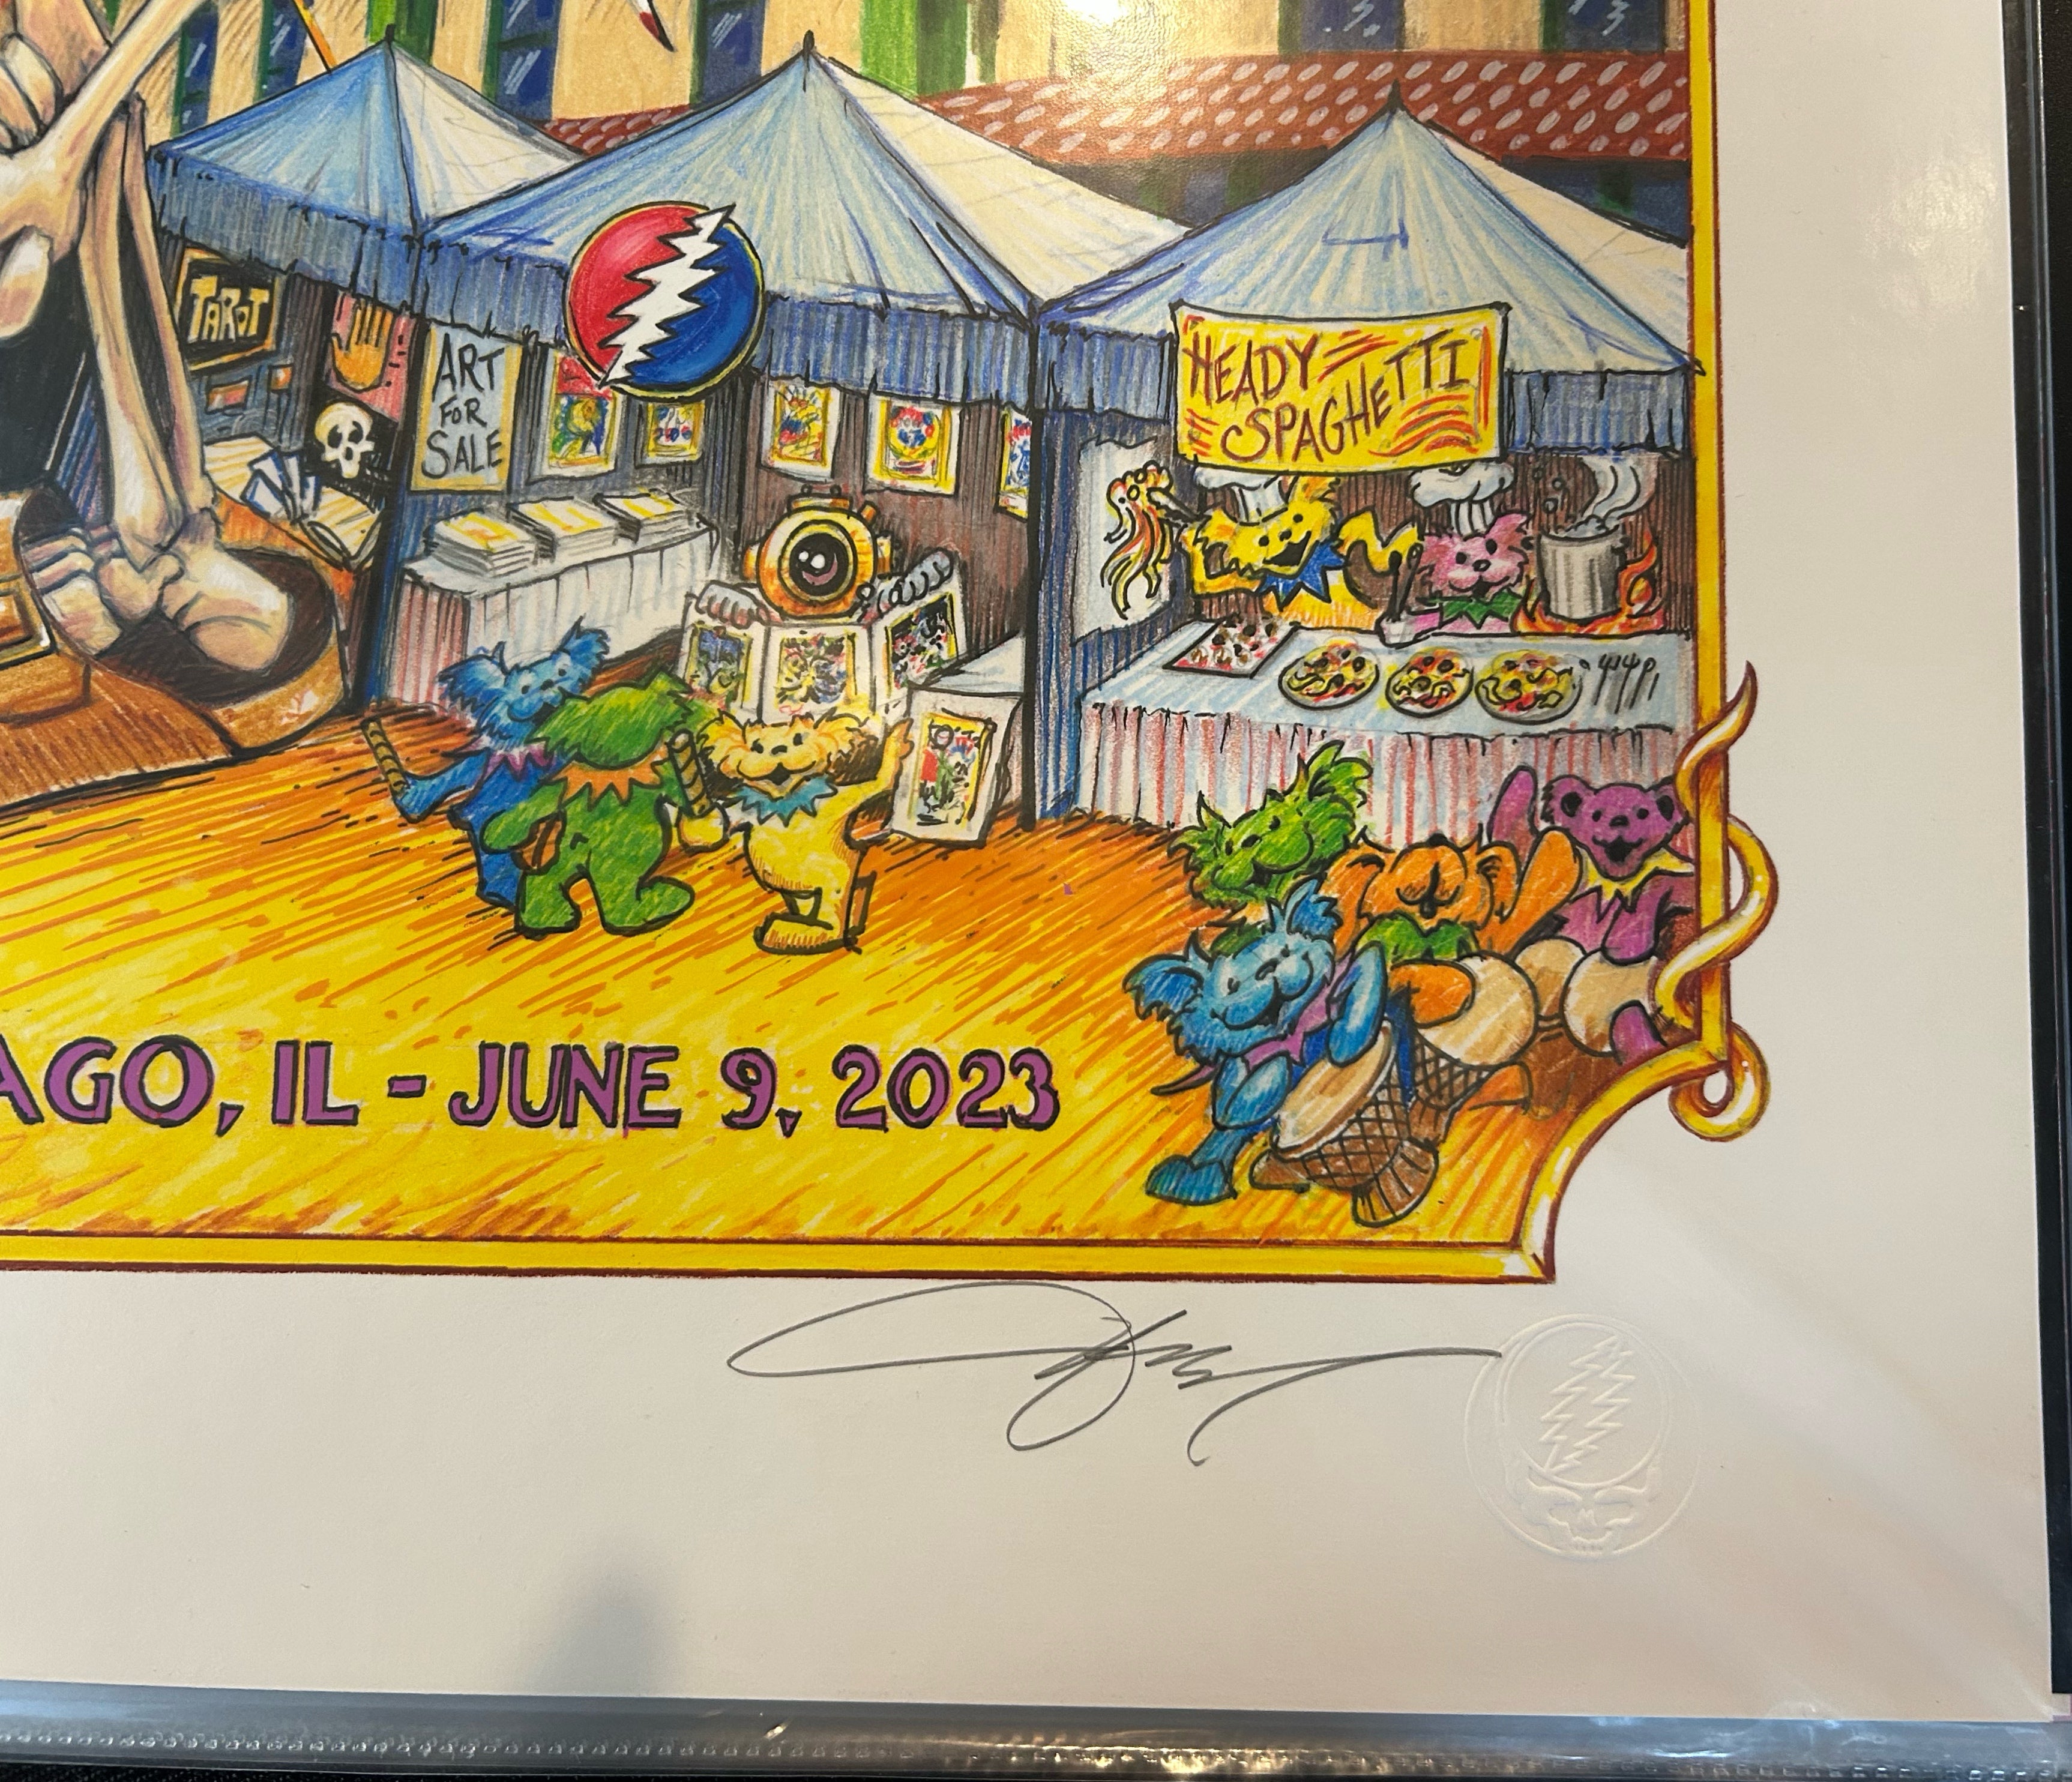 TAROT
ART
FOR
SALE
HEADY
SPAGHETTI
AGO, IL - JUNE 9, 2023